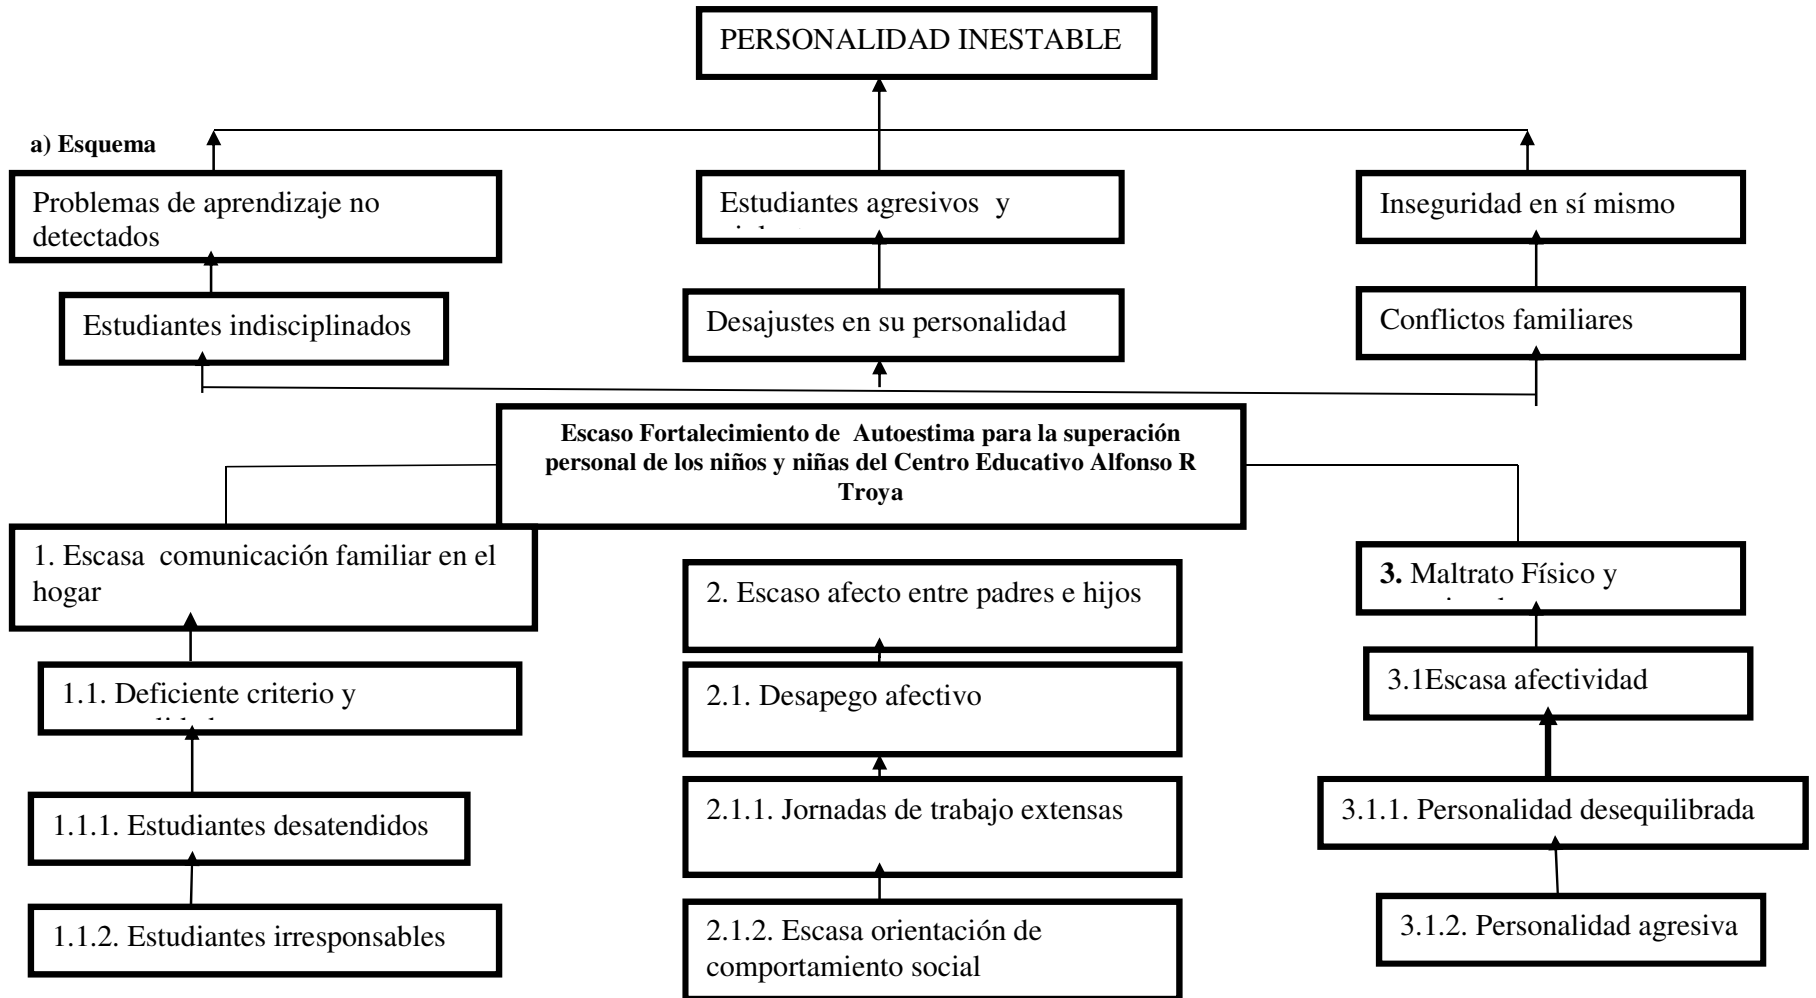 PERSONALIDAD INESTABLE
a) Esquema
Problemas de aprendizaje no
detectados
Estudiantes agresivos y
Inseguridad en sí mismo
Estudiantes indisciplinados
Desajustes en su personalidad
Conflictos familiares
Escaso Fortalecimiento de Autoestima para la superación
personal de los niños y niñas del Centro Educativo Alfonso R
Troya
1. Escasa comunicación familiar en el
hogar
2. Escaso afecto entre padres e hijos
3. Maltrato Físico y
1.1. Deficiente criterio y
2.1. Desapego afectivo
3.1Escasa afectividad
1.1.1. Estudiantes desatendidos
2.1.1. Jornadas de trabajo extensas
3.1.1. Personalidad desequilibrada
1.1.2. Estudiantes irresponsables
2.1.2. Escasa orientación de
comportamiento social
3.1.2. Personalidad agresiva